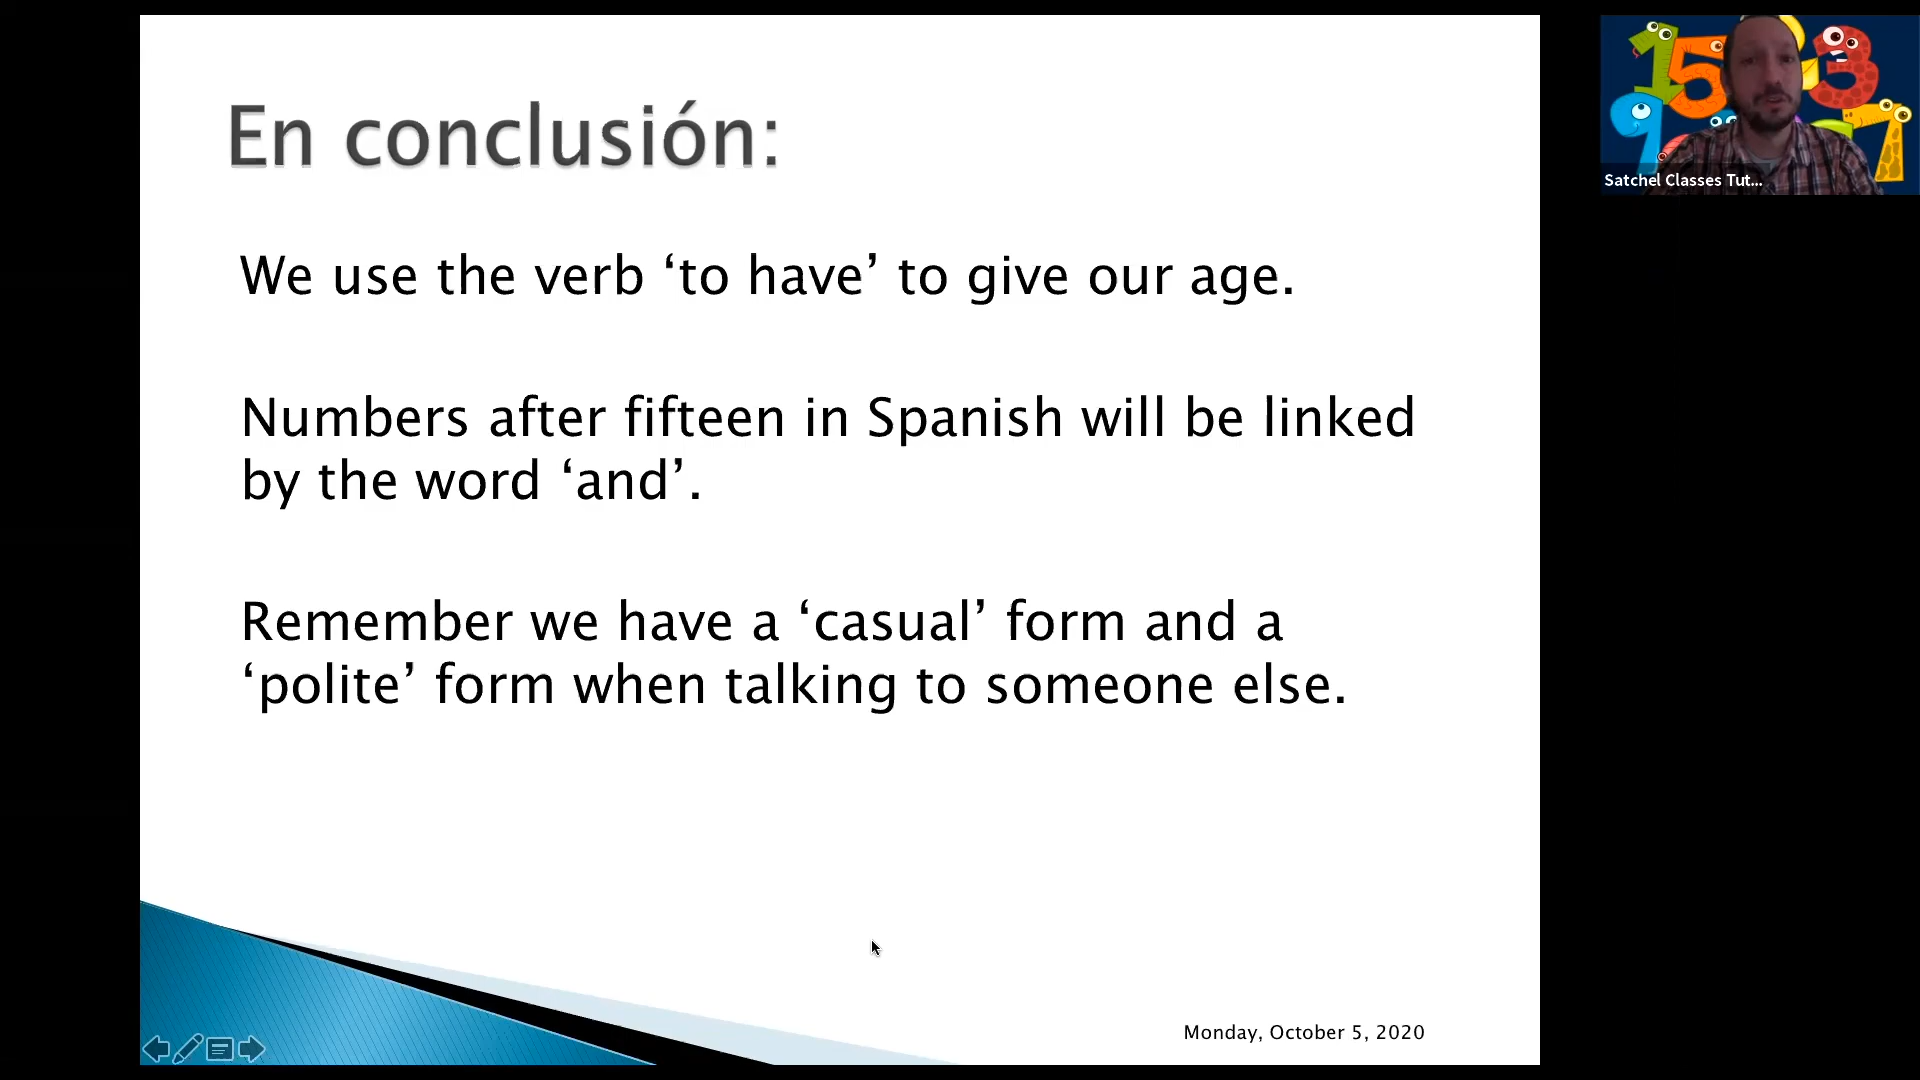 En conclusión:
We use the verb ‘to have’ to give our age.
Numbers after fifteen in Spanish will be linked
by the word ‘and’.
Remember we have a ‘casual’ form and a
‘polite’ form when talking to someone else.
Monday, October 5, 2020
Satchel Classes Tut...